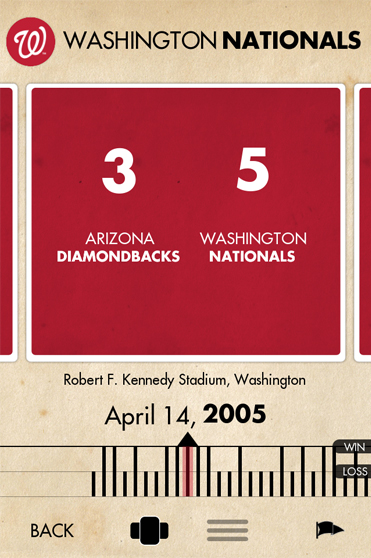 W
WASHINGTON NATIONALS
3 5
ARIZONA WASHINGTON
DIAMONDBACKS NATIONALS
Robert F. Kennedy Stadium, Washington
April 14, 2005
WIN
LOSS
BACK